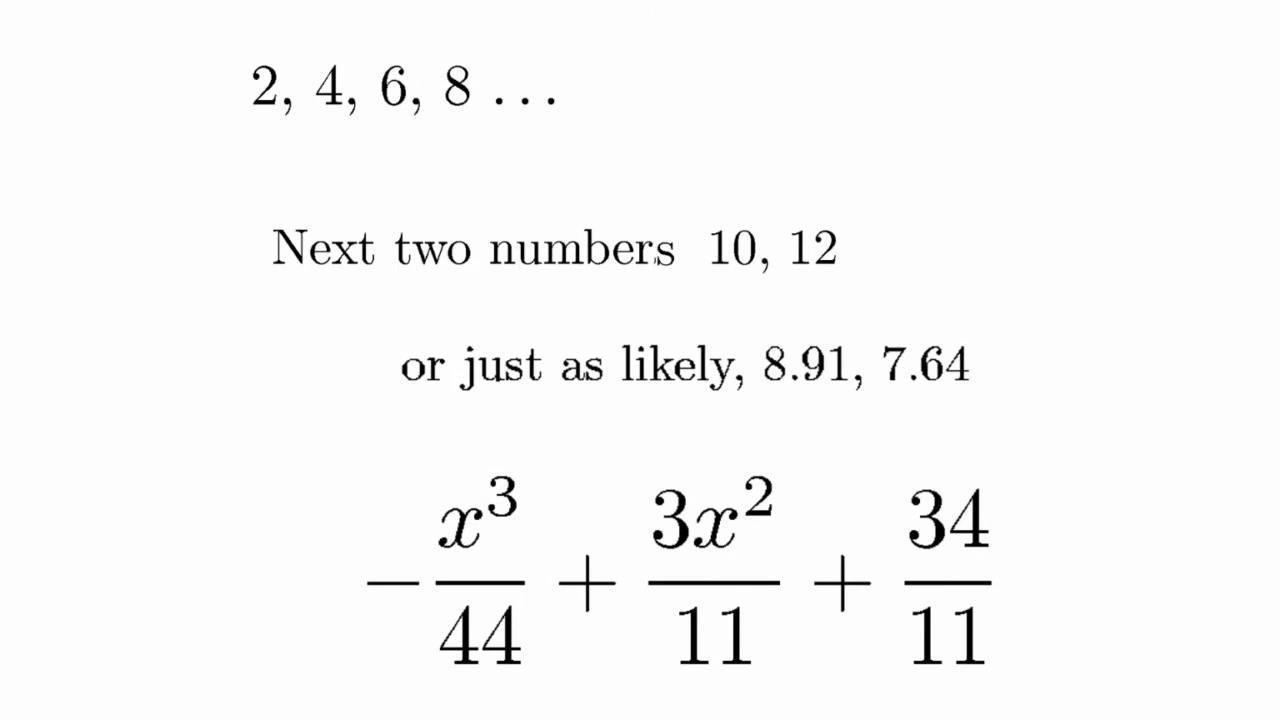 2, 4, 6, 8 …
Next two numbers 10, 12
or just as likely, 8.91, 7.64
− x³/44 + 3x²/11 + 34/11